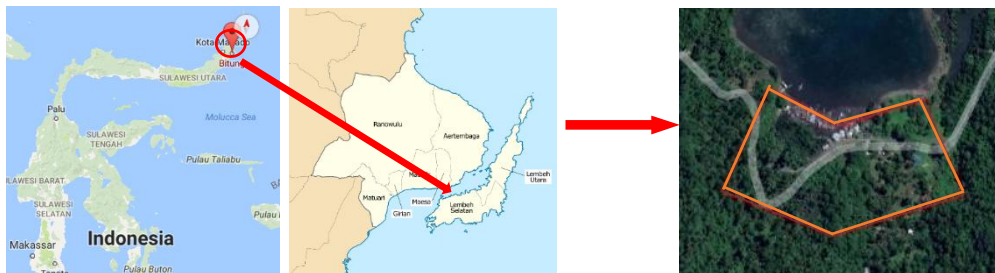 Kota Manado
Bitung
SULAWESI UTARA
Palu
Molucca Sea
SULAWESI
TENGAH
Pulau Taliabu
SULAWESI BARAT
SULAWESI
SELATAN
Pulau
Makassar
Indonesia
Pulau Buton
Ranowulu
Aertembaga
Matuari
Girian
Maesa
Lembeh
Selatan
Lembeh
Utara